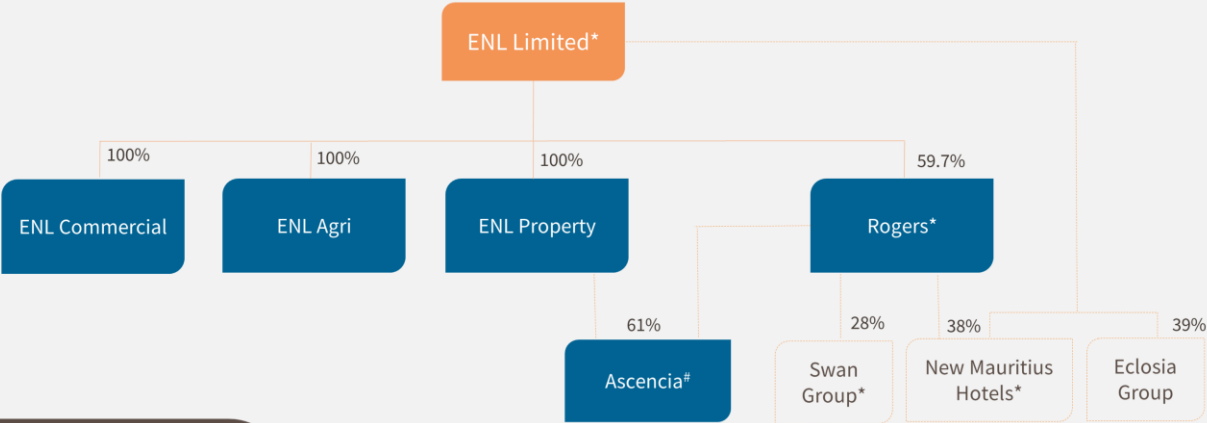 ENL Limited*
100%
100%
100%
59.7%
ENL Commercial
ENL Agri
ENL Property
Rogers*
61%
28%
38%
39%
Ascencia#
Swan
Group*
New Mauritius
Hotels*
Eclosia
Group